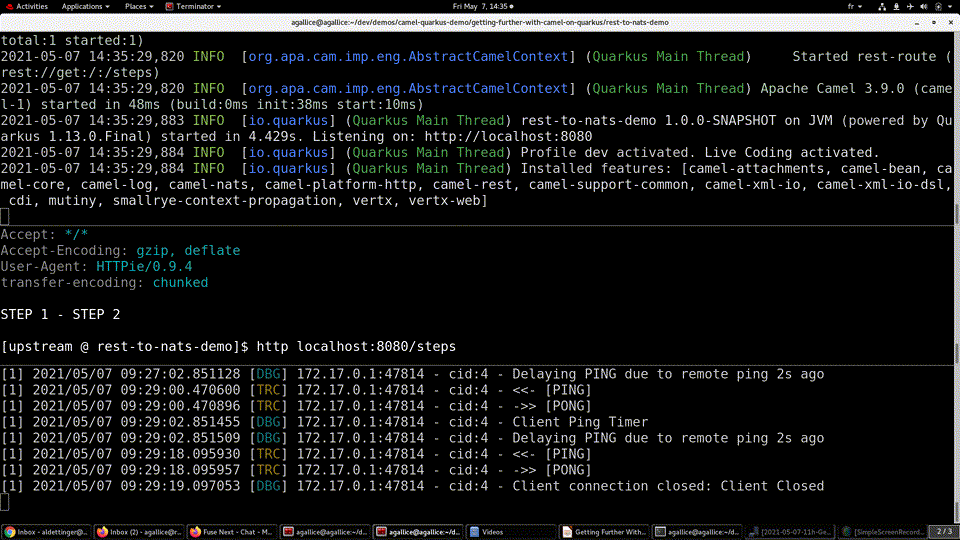 Activities Applications Places Terminator Fri May 7, 14:35 fr
agallice@agallice:~/dev/demos/camel-quarkus-demo/getting-further-with-camel-on-quarkus/rest-to-nats-demo
total:1 started:1)
2021-05-07 14:35:29,820 INFO [org.apa.cam.imp.eng.AbstractCamelContext] (Quarkus Main Thread) Started rest-route (
rest://get:/:/steps)
2021-05-07 14:35:29,820 INFO [org.apa.cam.imp.eng.AbstractCamelContext] (Quarkus Main Thread) Apache Camel 3.9.0 (came
l-1) started in 48ms (build:0ms init:38ms start:10ms)
2021-05-07 14:35:29,883 INFO [io.quarkus] (Quarkus Main Thread) rest-to-nats-demo 1.0.0-SNAPSHOT on JVM (powered by Qu
arkus 1.13.0.Final) started in 4.429s. Listening on: http://localhost:8080
2021-05-07 14:35:29,884 INFO [io.quarkus] (Quarkus Main Thread) Profile dev activated. Live Coding activated.
2021-05-07 14:35:29,884 INFO [io.quarkus] (Quarkus Main Thread) Installed features: [camel-attachments, camel-bean, ca
mel-core, camel-log, camel-nats, camel-platform-http, camel-rest, camel-support-common, camel-xml-io, camel-xml-io-dsl,
cdi, mutiny, smallrye-context-propagation, vertx, vertx-web]
Accept: */*
Accept-Encoding: gzip, deflate
User-Agent: HTTPie/0.9.4
transfer-encoding: chunked
STEP 1 - STEP 2
[upstream @ rest-to-nats-demo]$ http localhost:8080/steps
[1] 2021/05/07 09:27:02.851128 [DBG] 172.17.0.1:47814 - cid:4 - Delaying PING due to remote ping 2s ago
[1] 2021/05/07 09:29:00.470600 [TRC] 172.17.0.1:47814 - cid:4 - <<- [PING]
[1] 2021/05/07 09:29:00.470896 [TRC] 172.17.0.1:47814 - cid:4 - ->> [PONG]
[1] 2021/05/07 09:29:02.851455 [DBG] 172.17.0.1:47814 - cid:4 - Client Ping Timer
[1] 2021/05/07 09:29:02.851509 [DBG] 172.17.0.1:47814 - cid:4 - Delaying PING due to remote ping 2s ago
[1] 2021/05/07 09:29:18.095930 [TRC] 172.17.0.1:47814 - cid:4 - <<- [PING]
[1] 2021/05/07 09:29:18.095957 [TRC] 172.17.0.1:47814 - cid:4 - ->> [PONG]
[1] 2021/05/07 09:29:19.097053 [DBG] 172.17.0.1:47814 - cid:4 - Client connection closed: Client Closed
Inbox - aldettinger@... Inbox (2) - agallice@r... Fuse Next - Chat - M... agallice@agallice:~/d... agallice@agallice:~/d... Videos Getting Further With... agallice@agallice:~/d... [2021-05-07-11h-Ge... [SimpleScreenRecord... 2 / 3